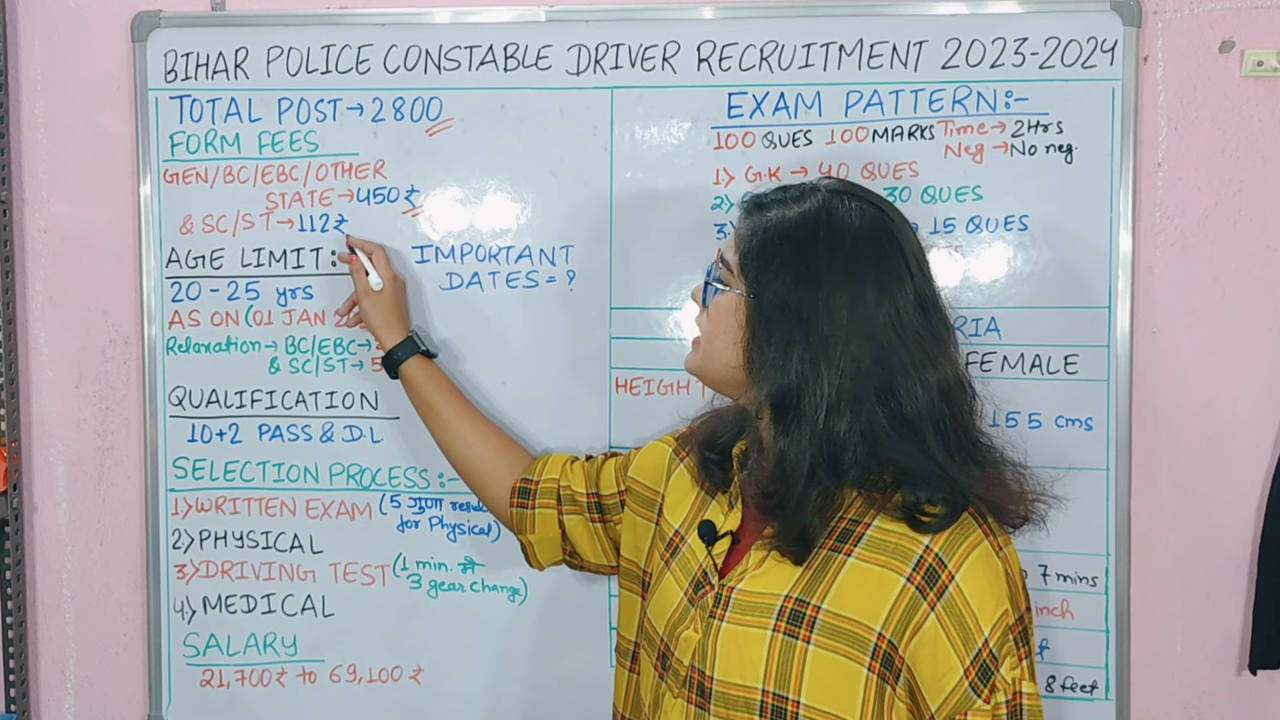 BIHAR POLICE CONSTABLE DRIVER RECRUITMENT 2023-2024
TOTAL POST→2800
FORM FEES
GEN/BC/EBC/OTHER
STATE→450₹
& SC/ST→112₹
AGE LIMIT:
20-25 yrs
AS ON (01 JAN
Relaxation→ BC/EBC→
& SC/ST→ 5
QUALIFICATION
10+2 PASS & D.L.
SELECTION PROCESS:-
1.) WRITTEN EXAM (5 गुणा result
for Physical)
2) PHYSICAL
3.) DRIVING TEST (1 min. में
3 gear change)
4.) MEDICAL
SALARY
21,700₹ to 69,100₹
IMPORTANT
DATES = ?
EXAM PATTERN:-
100 QUES 100 MARKS Time→2Hrs
Neg→No neg.
1.) G.K → 40 QUES
2.) 30 QUES
3.) 15 QUES
FEMALE
HEIGHT
155 cms
7 mins
inch
8 feet